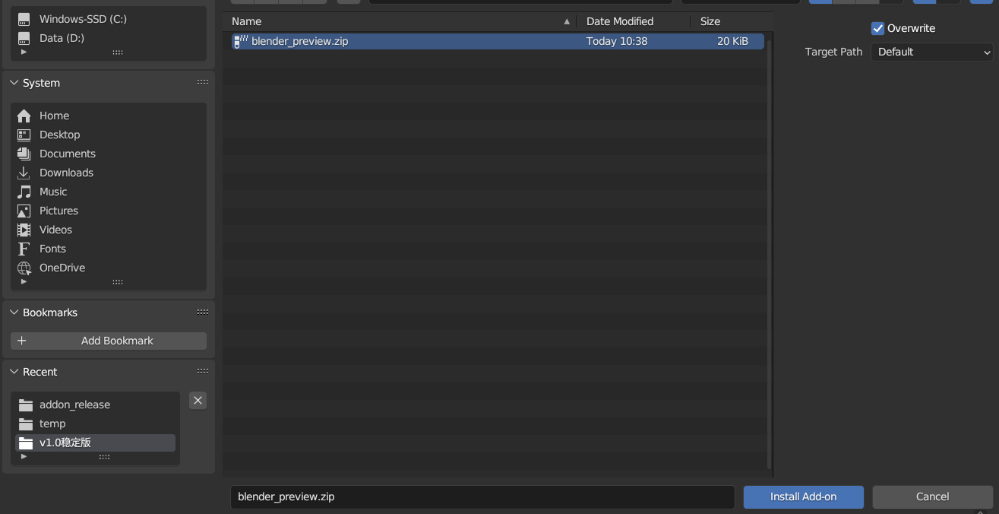 Windows-SSD (C:)
Data (D:)
System
Home
Desktop
Documents
Downloads
Music
Pictures
Videos
Fonts
OneDrive
Bookmarks
Add Bookmark
Recent
addon_release
temp
v1.0稳定版
Name Date Modified Size
blender_preview.zip Today 10:38 20 KiB
Overwrite
Target Path Default
blender_preview.zip
Install Add-on
Cancel